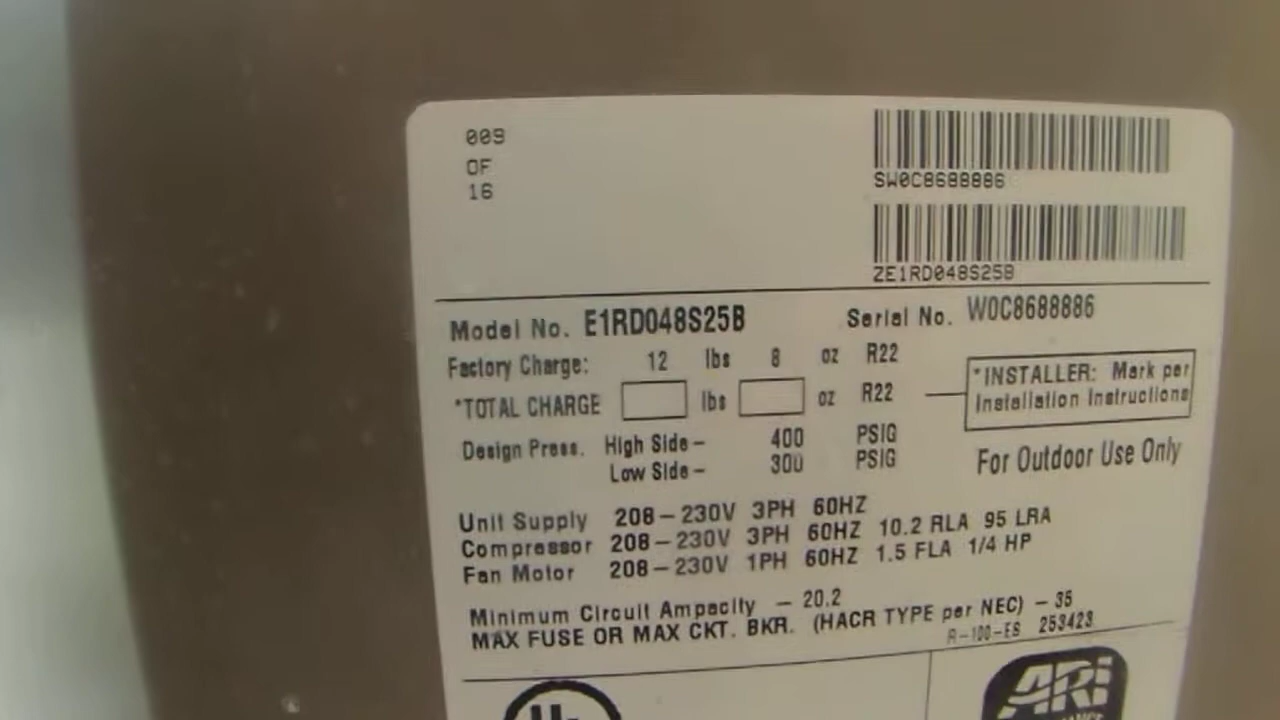 009
OF
16
SW0C8688886
ZE1RD048S25B
Model No. E1RD048S25B Serial No. W0C8688886
Factory Charge: 12 lbs 8 oz R22
*TOTAL CHARGE lbs oz R22
*INSTALLER: Mark per
Installation Instructions
Design Press. High Side - 400 PSIG
Low Side - 300 PSIG
For Outdoor Use Only
Unit Supply 208-230V 3PH 60HZ
Compressor 208-230V 3PH 60HZ 10.2 RLA 95 LRA
Fan Motor 208-230V 1PH 60HZ 1.5 FLA 1/4 HP
Minimum Circuit Ampacity - 20.2
MAX FUSE OR MAX CKT. BKR. (HACR TYPE per NEC) - 35
R-100-ES 253423
UL
ARI